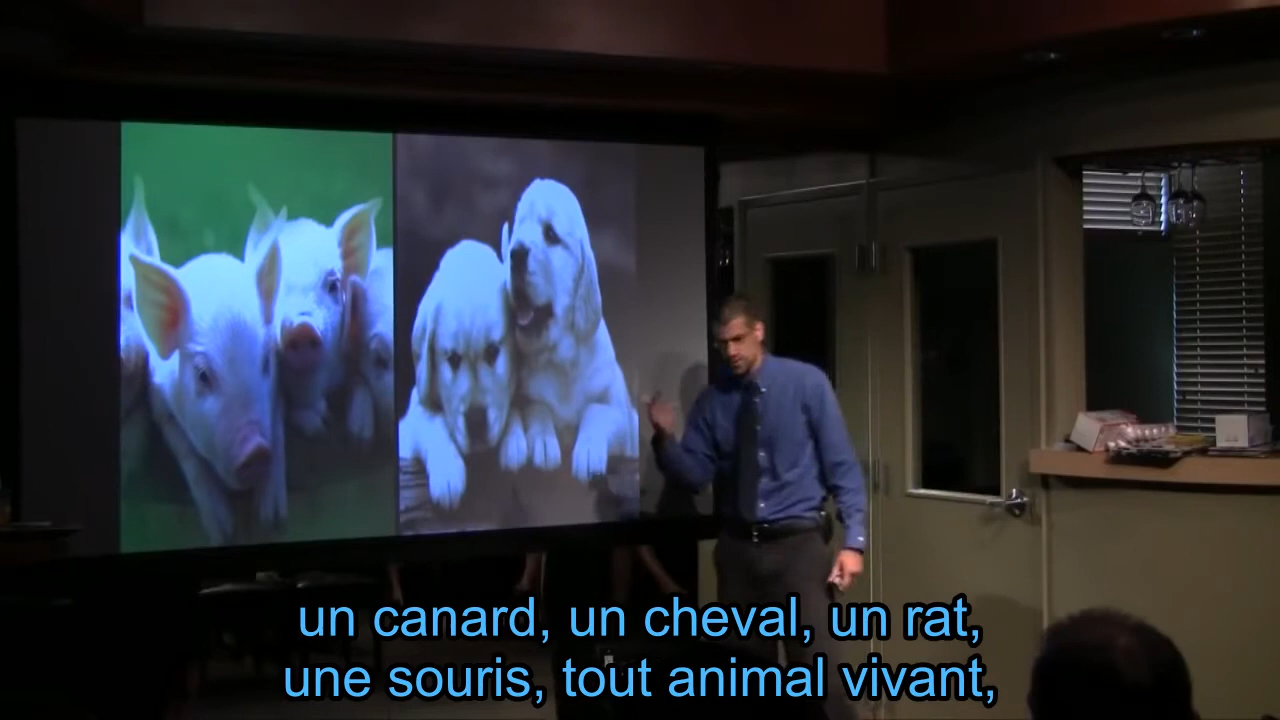 un canard, un cheval, un rat,
une souris, tout animal vivant,